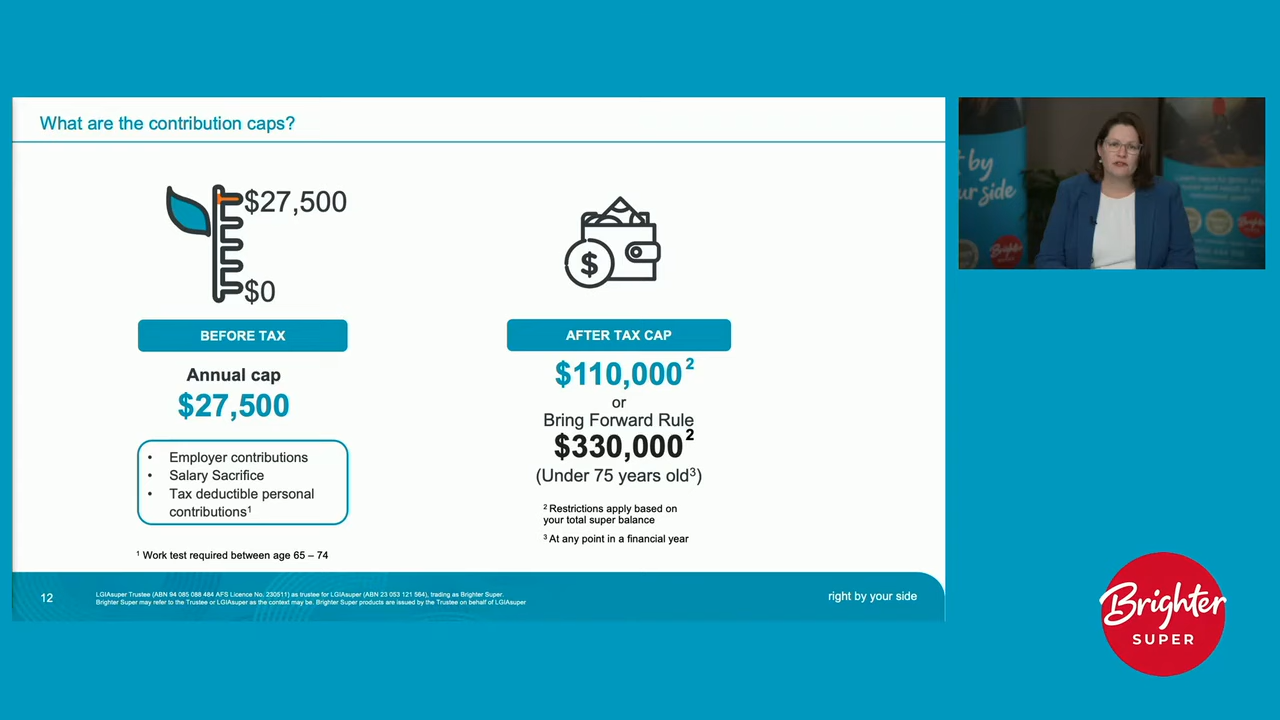 What are the contribution caps?
$27,500
$0
BEFORE TAX
Annual cap
$27,500
• Employer contributions
• Salary Sacrifice
• Tax deductible personal
contributions¹
¹ Work test required between age 65 – 74
$
AFTER TAX CAP
$110,000²
or
Bring Forward Rule
$330,000²
(Under 75 years old³)
² Restrictions apply based on
your total super balance
³ At any point in a financial year
12
LGIAsuper Trustee (ABN 94 085 088 484 AFS Licence No. 230511) as trustee for LGIAsuper (ABN 23 053 121 564), trading as Brighter Super.
Brighter Super may refer to the Trustee or LGIAsuper as the context may be. Brighter Super products are issued by the Trustee on behalf of LGIAsuper
right by your side
t by
ur side
Brighter
Brighter
SUPER